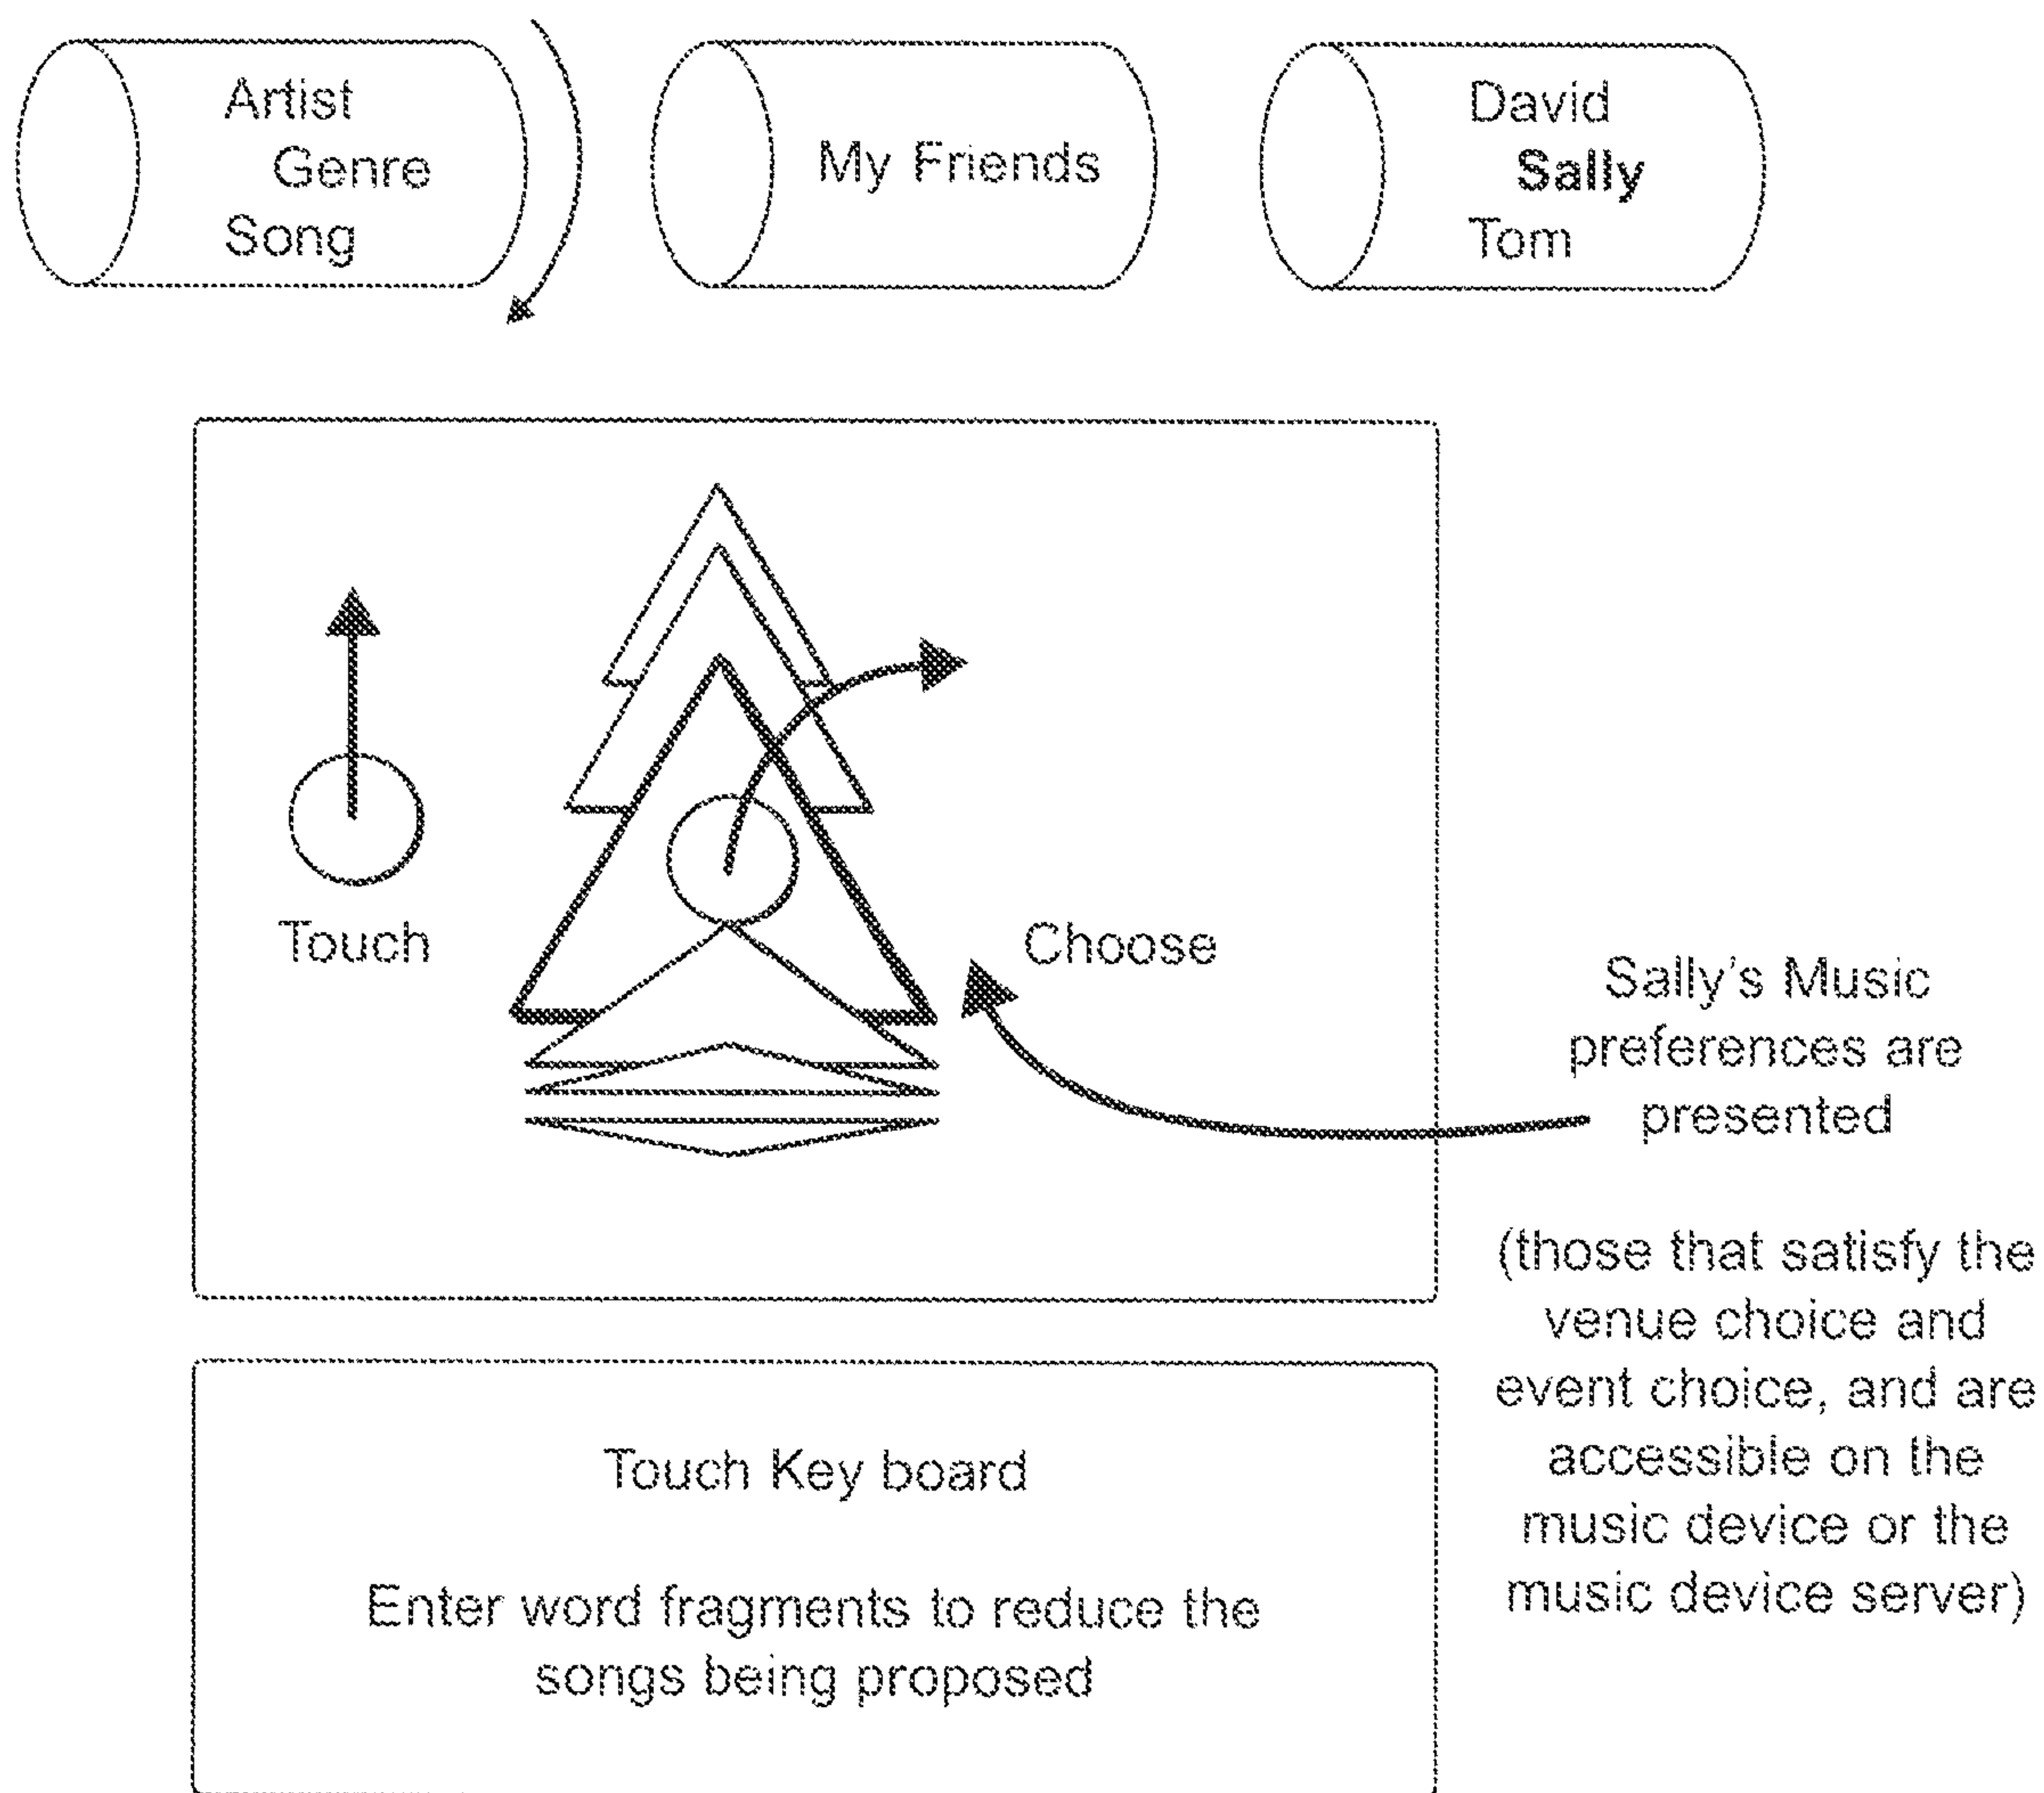 Artist
Genre
Song
My Friends
David
Sally
Tom
Touch
Choose
Sally's Music
preferences are
presented
(those that satisfy the
venue choice and
event choice, and are
accessible on the
music device or the
music device server)
Touch Key board
Enter word fragments to reduce the
songs being proposed